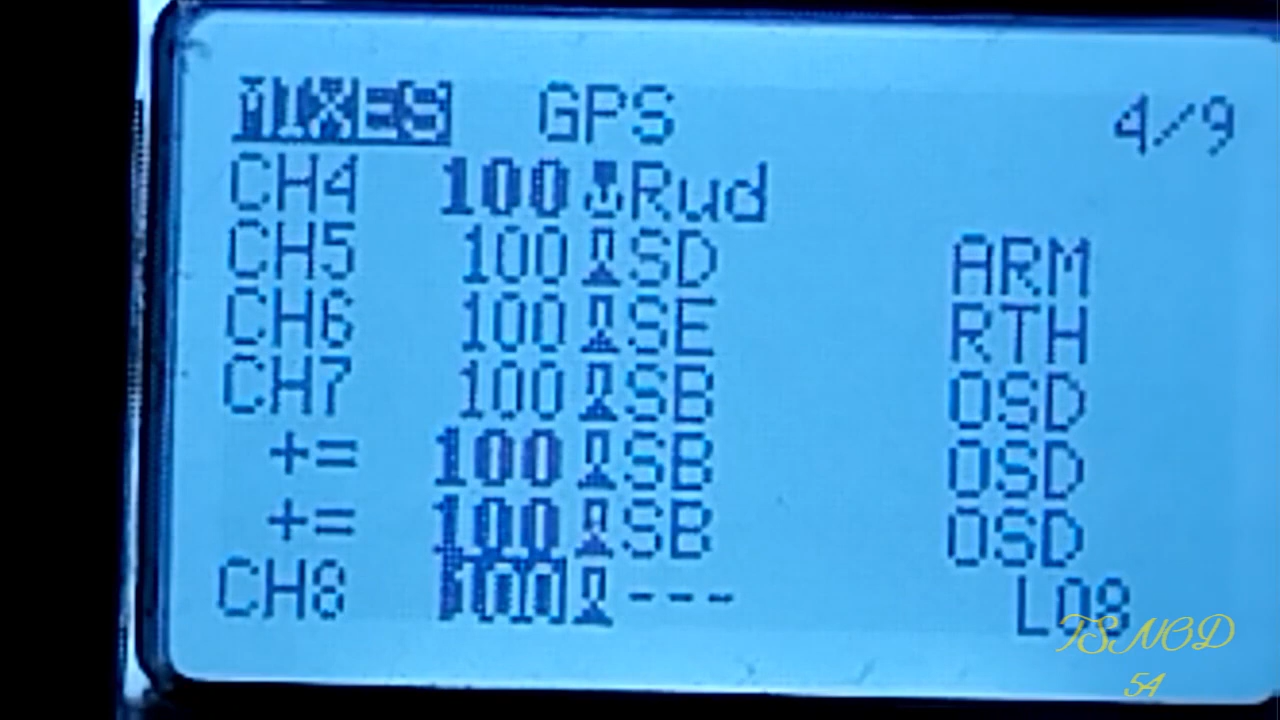 MIXES GPS 4/9
CH4 100 Rud
CH5 100 SD ARM
CH6 100 SE RTH
CH7 100 SB OSD
+= 100 SB OSD
+= 100 SB OSD
CH8 100 --- L08
TSNOD
54